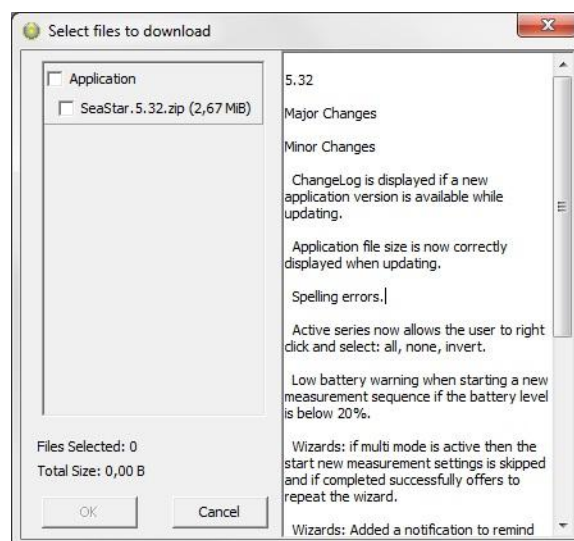 Select files to download
Application
SeaStar.5.32.zip (2,67 MiB)
Files Selected: 0
Total Size: 0,00 B
OK
Cancel
5.32
Major Changes
Minor Changes
ChangeLog is displayed if a new
application version is available while
updating.
Application file size is now correctly
displayed when updating.
Spelling errors.
Active series now allows the user to right
click and select: all, none, invert.
Low battery warning when starting a new
measurement sequence if the battery level
is below 20%.
Wizards: if multi mode is active then the
start new measurement settings is skipped
and if completed successfully offers to
repeat the wizard.
Wizards: Added a notification to remind